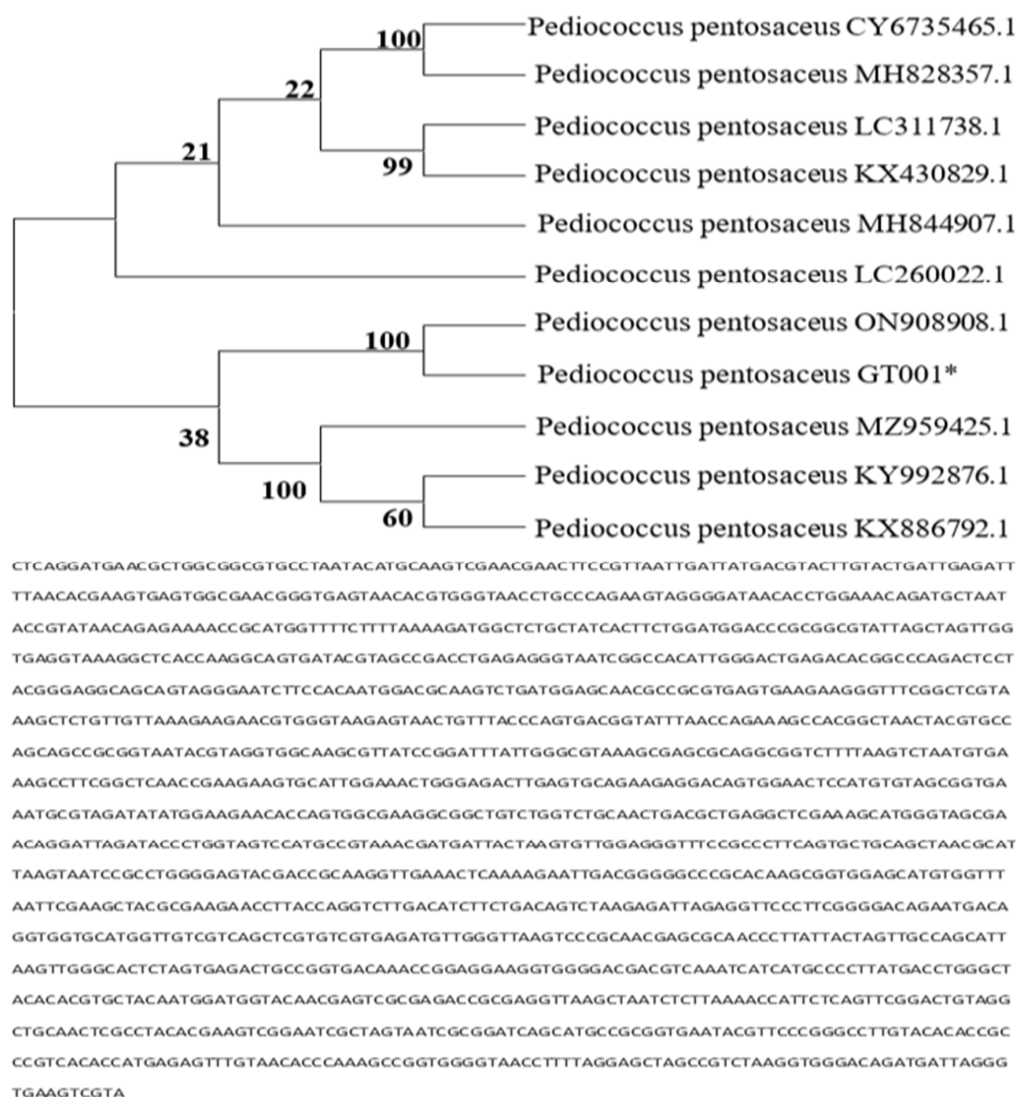 Pediococcus pentosaceus CY6735465.1
100
Pediococcus pentosaceus MH828357.1
22
Pediococcus pentosaceus LC311738.1
21
99
Pediococcus pentosaceus KX430829.1
Pediococcus pentosaceus MH844907.1
Pediococcus pentosaceus LC260022.1
Pediococcus pentosaceus ON908908.1
100
Pediococcus pentosaceus GT001*
Pediococcus pentosaceus MZ959425.1
38
Pediococcus pentosaceus KY992876.1
100
60
Pediococcus pentosaceus KX886792.1
CTCAGGATGAACGCTGGCGGCGTGCCTAATACATGCAAGTCGAACGAACTTCCGTTAATTGATTATGACGTACTTGTACTGATTGAGATT
TTAACACGAAGTGAGTGGCGAACGGGTGAGTAACACGTGGGTAACCTGCCCAGAAGTAGGGGATAACACCTGGAAACAGATGCTAAT
ACCGTATAACAGAGAAAACCGCATGGTTTTCTTTTAAAAGATGGCTCTGCTATCACTTCTGGATGGACCCGCGGCGTATTAGCTAGTTGG
TGAGGTAAAGGCTCACCAAGGCAGTGATACGTAGCCGACCTGAGAGGGTAATCGGCCACATTGGGACTGAGACACGGCCCAGACTCCT
ACGGGAGGCAGCAGTAGGGAATCTTCCACAATGGACGCAAGTCTGATGGAGCAACGCCGCGTGAGTGAAGAAGGGTTTCGGCTCGTA
AAGCTCTGTTGTTAAAGAAGAACGTGGGTAAGAGTAACTGTTTACCCAGTGACGGTATTTAACCAGAAAGCCACGGCTAACTACGTGCC
AGCAGCCGCGGTAATACGTAGGTGGCAAGCGTTATCCGGATTTATTGGGCGTAAAGCGAGCGCAGGCGGTCTTTTAAGTCTAATGTGA
AAGCCTTCGGCTCAACCGAAGAAGTGCATTGGAAACTGGGAGACTTGAGTGCAGAAGAGGACAGTGGAACTCCATGTGTAGCGGTGA
AATGCGTAGATATATGGAAGAACACCAGTGGCGAAGGCGGCTGTCTGGTCTGCAACTGACGCTGAGGCTCGAAAGCATGGGTAGCGA
ACAGGATTAGATACCCTGGTAGTCCATGCCGTAAACGATGATTACTAAGTGTTGGAGGGTTTCCGCCCTTCAGTGCTGCAGCTAACGCAT
TAAGTAATCCGCCTGGGGAGTACGACCGCAAGGTTGAAACTCAAAAGAATTGACGGGGGCCCGCACAAGCGGTGGAGCATGTGGTTT
AATTCGAAGCTACGCGAAGAACCTTACCAGGTCTTGACATCTTCTGACAGTCTAAGAGATTAGAGGTTCCCTTCGGGGACAGAATGACA
GGTGGTGCATGGTTGTCGTCAGCTCGTGTCGTGAGATGTTGGGTTAAGTCCCGCAACGAGCGCAACCCTTATTACTAGTTGCCAGCATT
AAGTTGGGCACTCTAGTGAGACTGCCGGTGACAAACCGGAGGAAGGTGGGGACGACGTCAAATCATCATGCCCCTTATGACCTGGGCT
ACACACGTGCTACAATGGATGGTACAACGAGTCGCGAGACCGCGAGGTTAAGCTAATCTCTTAAAACCATTCTCAGTTCGGACTGTAGG
CTGCAACTCGCCTACACGAAGTCGGAATCGCTAGTAATCGCGGATCAGCATGCCGCGGTGAATACGTTCCCGGGCCTTGTACACACCGC
CCGTCACACCATGAGAGTTTGTAACACCCAAAGCCGGTGGGGTAACCTTTTAGGAGCTAGCCGTCTAAGGTGGGACAGATGATTAGGG
TGAAGTCGTA